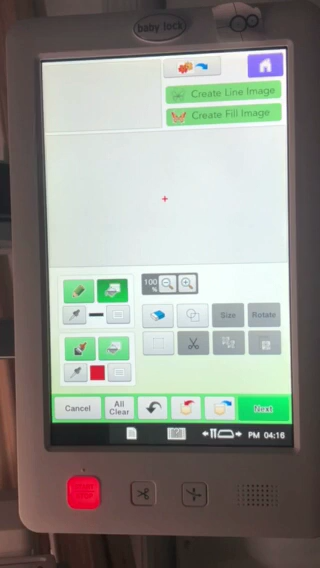 baby lock
Create Line Image
Create Fill Image
100
%
Size
Rotate
Cancel
All
Clear
Next
PM 04:16